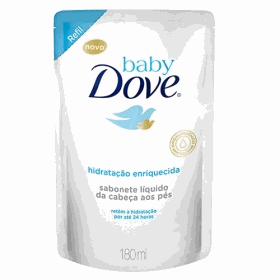 Refil
novo
baby
Dove
hidratação enriquecida
sabonete líquido
da cabeça aos pés
retém a hidratação
por até 24 horas
180ml